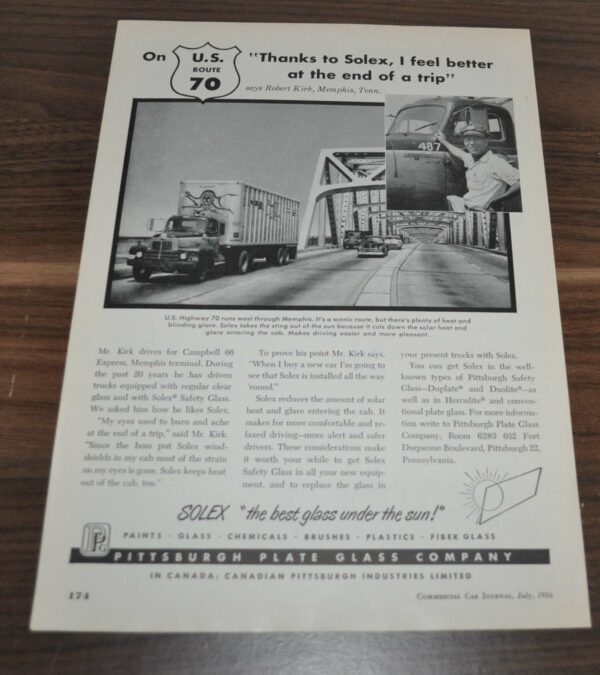 On U.S. ROUTE 70
"Thanks to Solex, I feel better
at the end of a trip"
says Robert Kirk, Memphis, Tenn.
487
66
U.S. Highway 70 runs west through Memphis. It's a scenic route, but there's plenty of heat and
blinding glare. Solex takes the sting out of the sun because it cuts down the solar heat and
glare entering the cab. Makes driving easier and more pleasant.
Mr. Kirk drives for Campbell 66
Express, Memphis terminal. During
the past 20 years he has driven
trucks equipped with regular clear
glass and with Solex® Safety Glass.
We asked him how he likes Solex.
"My eyes used to burn and ache
at the end of a trip," said Mr. Kirk.
"Since the boss put Solex wind-
shields in my cab most of the strain
on my eyes is gone. Solex keeps heat
out of the cab, too."
To prove his point Mr. Kirk says,
"When I buy a new car I'm going to
see that Solex is installed all the way
'round."
Solex reduces the amount of solar
heat and glare entering the cab. It
makes for more comfortable and re-
laxed driving—more alert and safer
drivers. These considerations make
it worth your while to get Solex
Safety Glass in all your new equip-
ment, and to replace the glass in
your present trucks with Solex.
You can get Solex in the well-
known types of Pittsburgh Safety
Glass—Duplate® and Duolite®—as
well as in Herculite® and conven-
tional plate glass. For more informa-
tion write to Pittsburgh Plate Glass
Company, Room 6283 632 Fort
Duquesne Boulevard, Pittsburgh 22,
Pennsylvania.
SOLEX "the best glass under the sun!"
PAINTS · GLASS · CHEMICALS · BRUSHES · PLASTICS · FIBER GLASS
PITTSBURGH PLATE GLASS COMPANY
IN CANADA: CANADIAN PITTSBURGH INDUSTRIES LIMITED
174
COMMERCIAL CAR JOURNAL, July, 1956